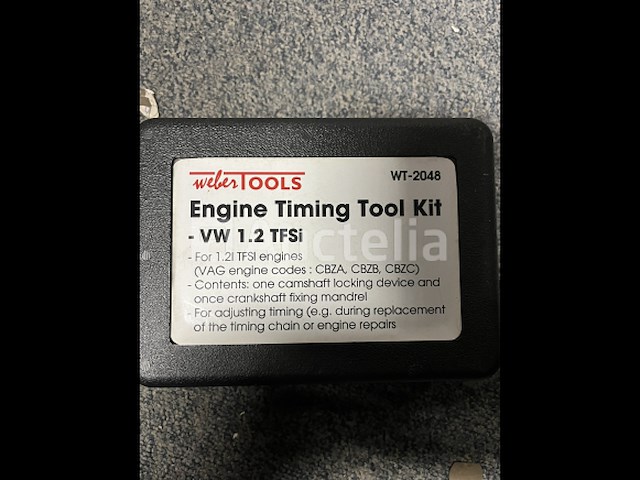 weber TOOLS WT-2048
Engine Timing Tool Kit
- VW 1.2 TFSi
- For 1.2l TFSI engines
(VAG engine codes : CBZA, CBZB, CBZC)
- Contents: one camshaft locking device and
once crankshaft fixing mandrel
- For adjusting timing (e.g. during replacement
of the timing chain or engine repairs